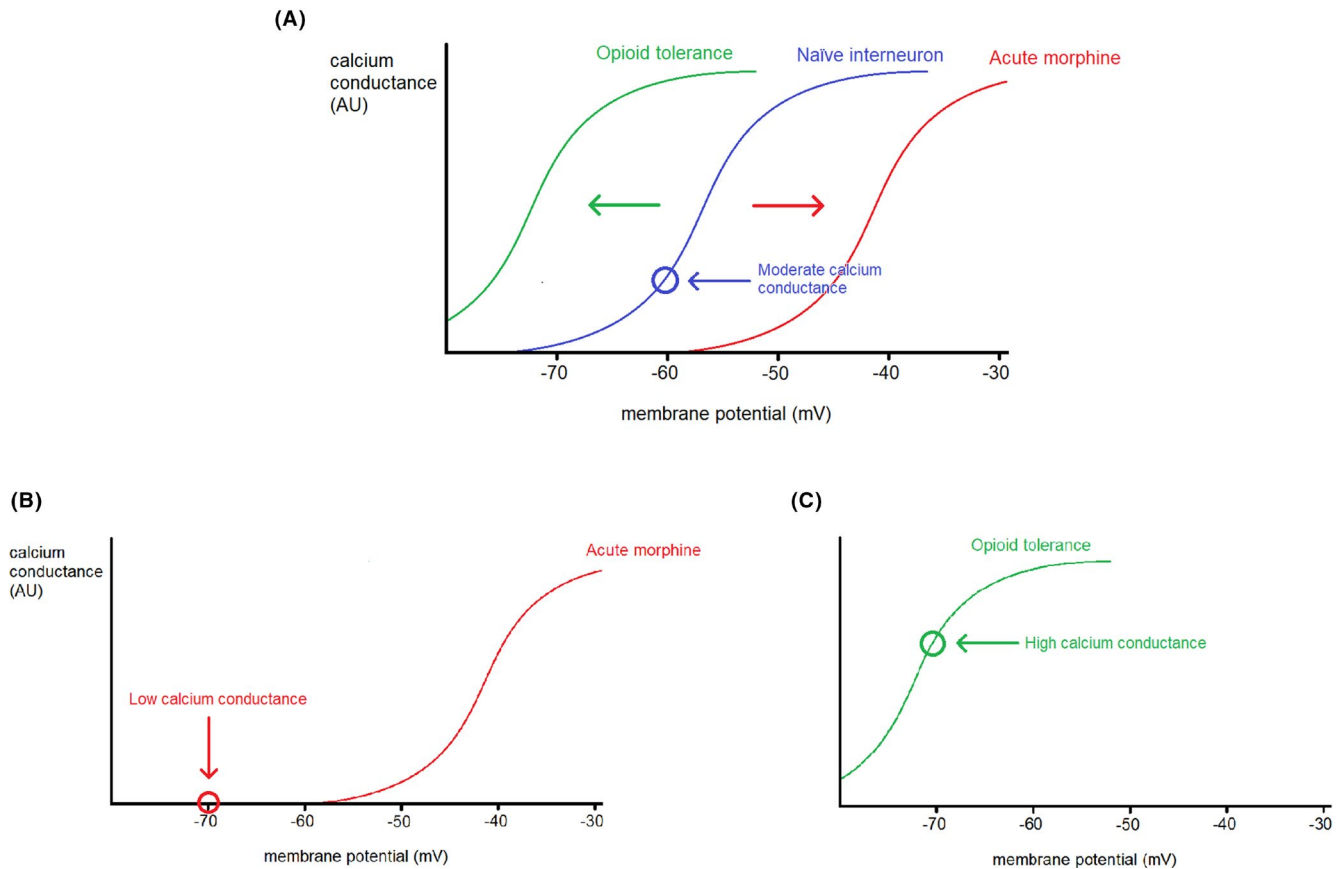 (A)
calcium
conductance
(AU)
Opioid tolerance
Naïve interneuron
Acute morphine
Moderate calcium
conductance
-70
-60
-50
-40
-30
membrane potential (mV)
(B)
calcium
conductance
(AU)
Acute morphine
Low calcium conductance
-70
-60
-50
-40
-30
membrane potential (mV)
(C)
Opioid tolerance
High calcium conductance
-70
-60
-50
-40
-30
membrane potential (mV)